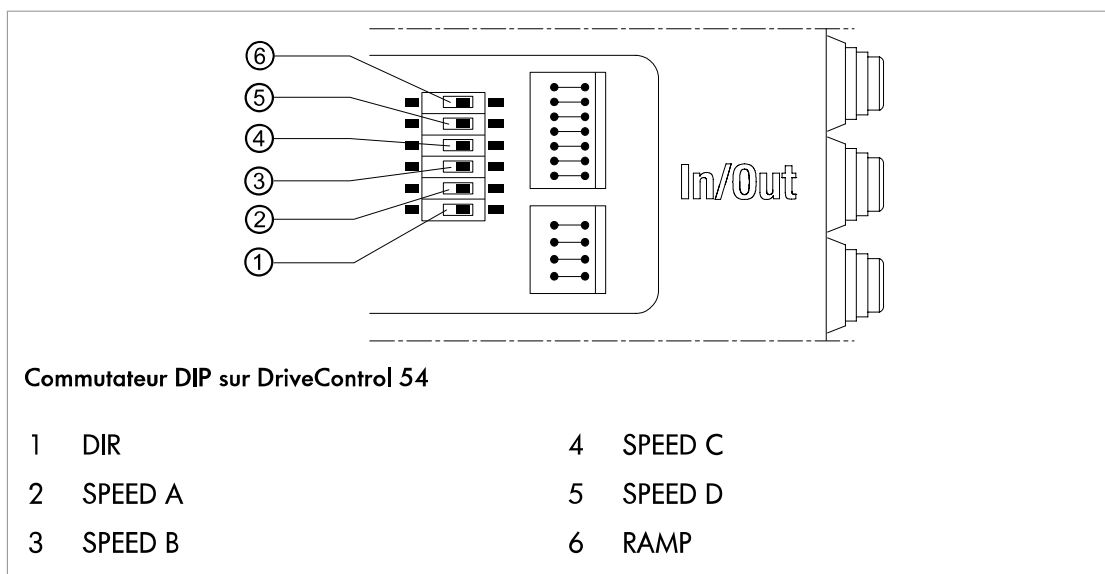 6
5
4
3
2
1
In/Out
Commutateur DIP sur DriveControl 54
1 DIR
2 SPEED A
3 SPEED B
4 SPEED C
5 SPEED D
6 RAMP